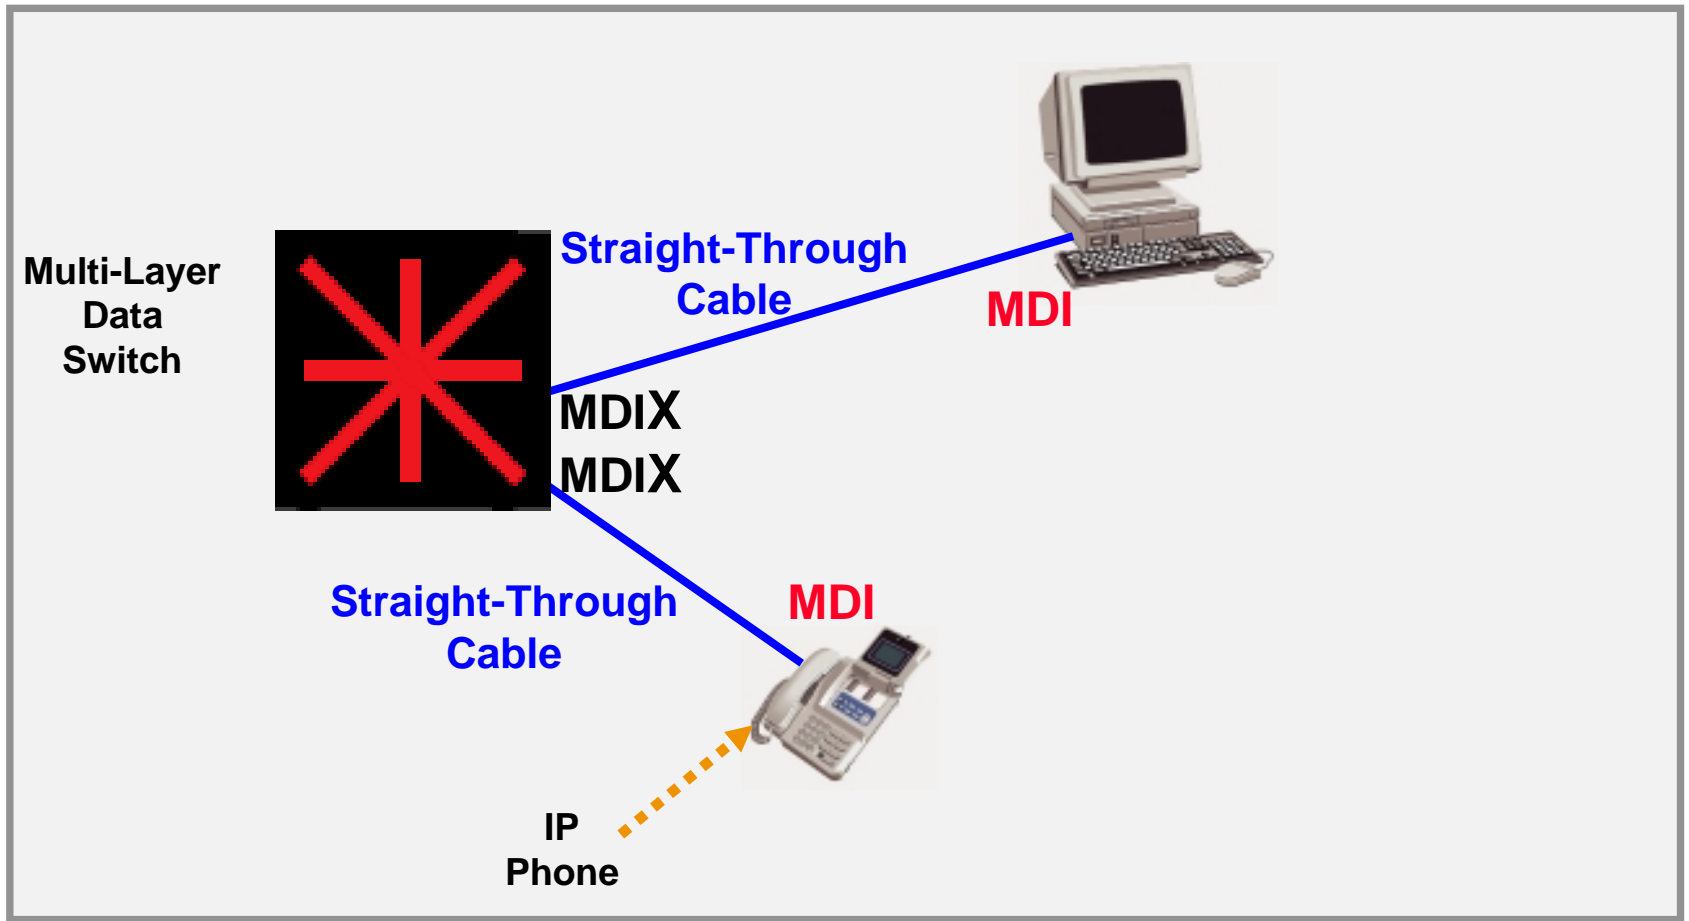 Multi-Layer
Data
Switch
Straight-Through
Cable
MDI
MDIX
MDIX
Straight-Through
Cable
MDI
IP
Phone